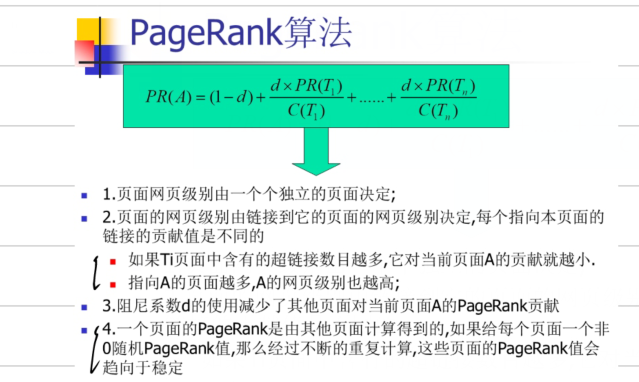 PageRank算法
PR(A) = (1-d) + d×PR(T₁)/C(T₁) + ...... + d×PR(Tₙ)/C(Tₙ)
1.页面网页级别由一个个独立的页面决定;
2.页面的网页级别由链接到它的页面的网页级别决定,每个指向本页面的
链接的贡献值是不同的
如果Ti页面中含有的超链接数目越多,它对当前页面A的贡献就越小.
指向A的页面越多,A的网页级别也越高;
3.阻尼系数d的使用减少了其他页面对当前页面A的PageRank贡献
4.一个页面的PageRank是由其他页面计算得到的,如果给每个页面一个非
0随机PageRank值,那么经过不断的重复计算,这些页面的PageRank值会
趋向于稳定